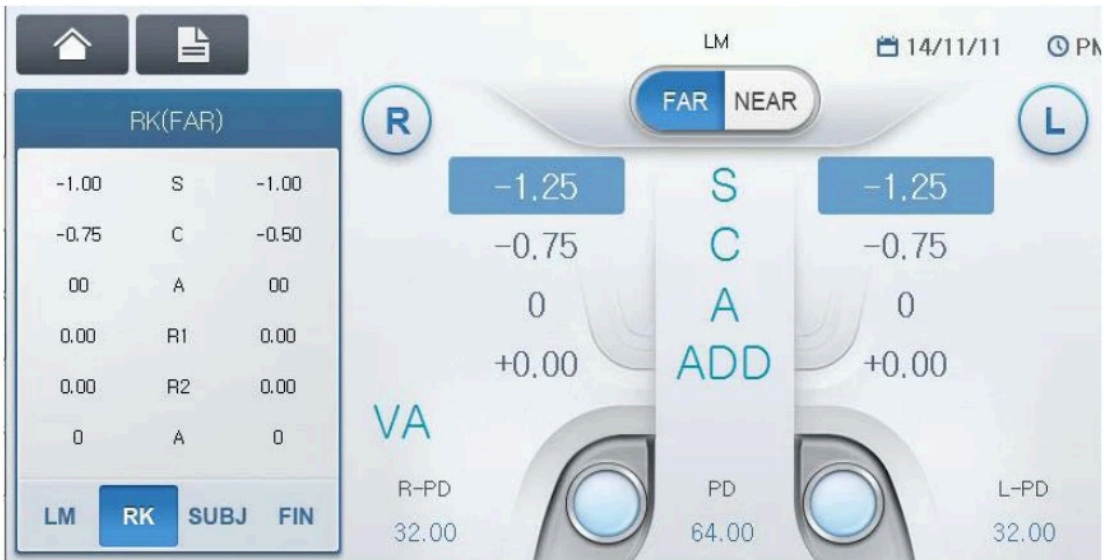 LM
14/11/11
RK(FAR)
-1.00 S -1.00
-0.75 C -0.50
00 A 00
0.00 R1 0.00
0.00 R2 0.00
0 A 0
LM RK SUBJ FIN
R
FAR NEAR
L
-1.25 S -1.25
-0.75 C -0.75
0 A 0
+0.00 ADD +0.00
VA
R-PD PD L-PD
32.00 64.00 32.00